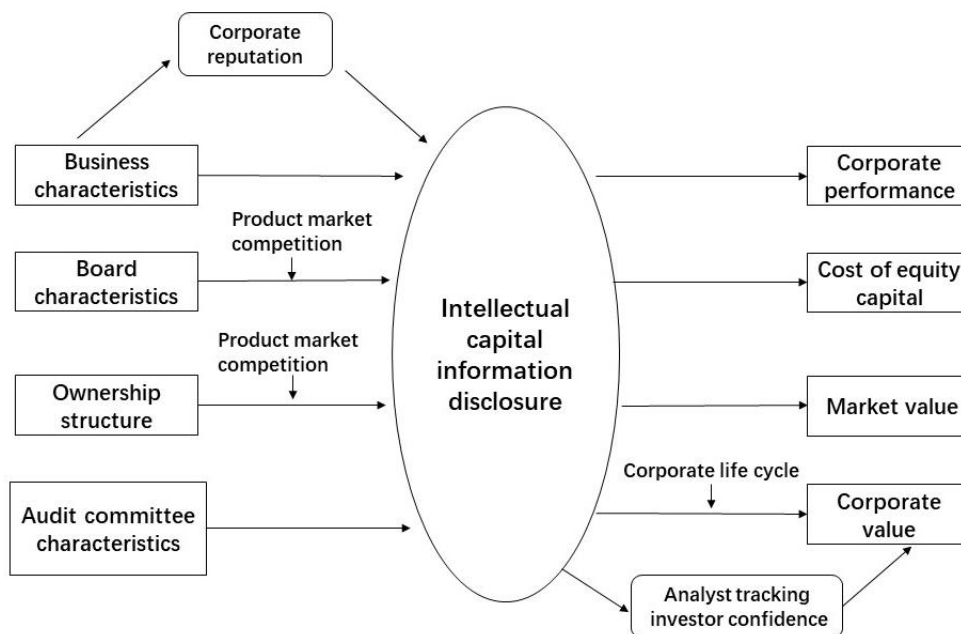 Corporate
reputation
Business
characteristics
Product market
competition
Board
characteristics
Product market
competition
Ownership
structure
Audit committee
characteristics
Intellectual
capital
information
disclosure
Corporate
performance
Cost of equity
capital
Market value
Corporate life cycle
Corporate
value
Analyst tracking
investor confidence